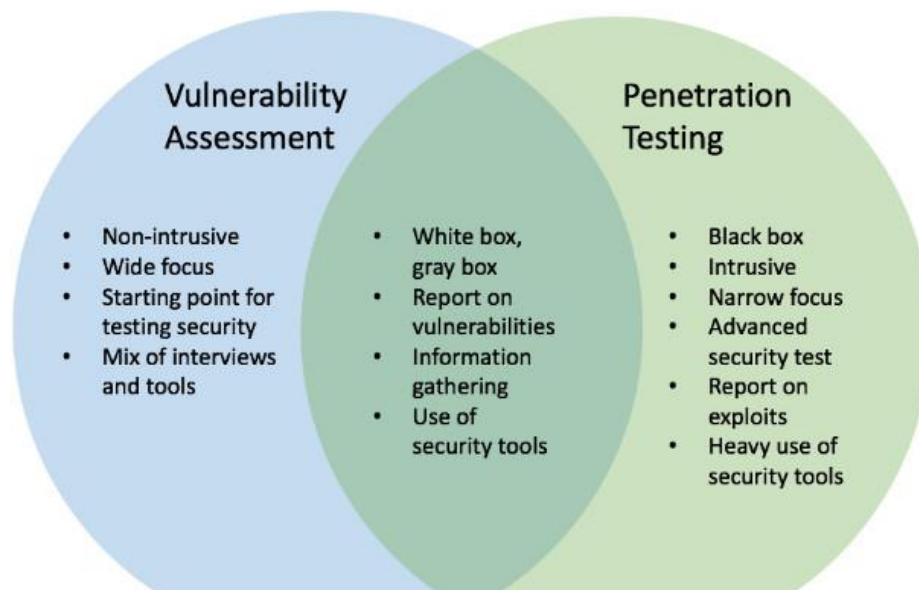 Vulnerability
Assessment
• Non-intrusive
• Wide focus
• Starting point for
testing security
• Mix of interviews
and tools
• White box,
gray box
• Report on
vulnerabilities
• Information
gathering
• Use of
security tools
Penetration
Testing
• Black box
• Intrusive
• Narrow focus
• Advanced
security test
• Report on
exploits
• Heavy use of
security tools